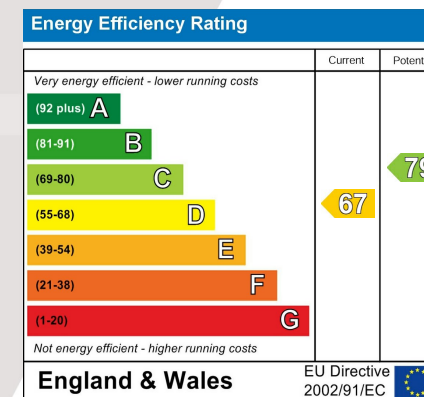 Energy Efficiency Rating
Current Potent
Very energy efficient - lower running costs
(92 plus) A
(81-91) B
(69-80) C
79
(55-68) D
67
(39-54) E
(21-38) F
(1-20) G
Not energy efficient - higher running costs
England & Wales
EU Directive
2002/91/EC